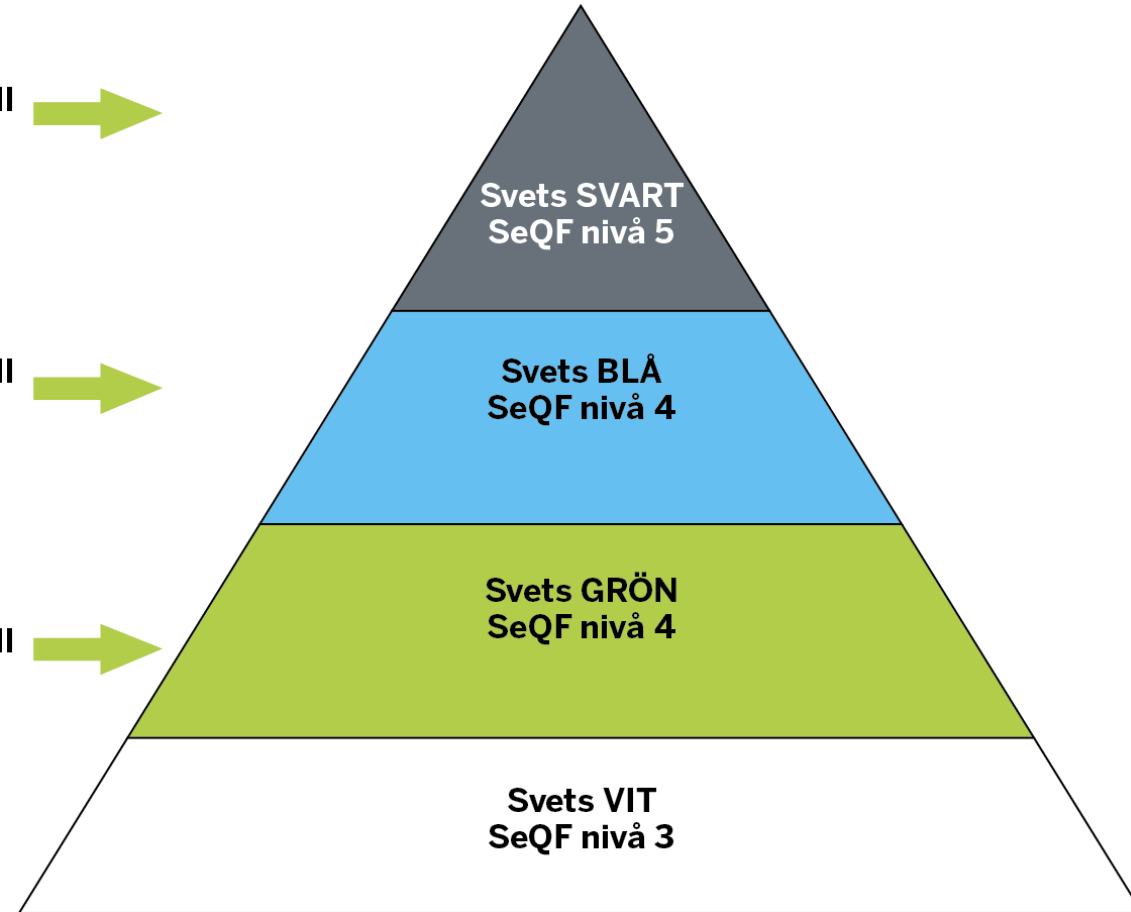 Svets SVART
SeQF nivå 5
Svets BLÅ
SeQF nivå 4
Svets GRÖN
SeQF nivå 4
Svets VIT
SeQF nivå 3